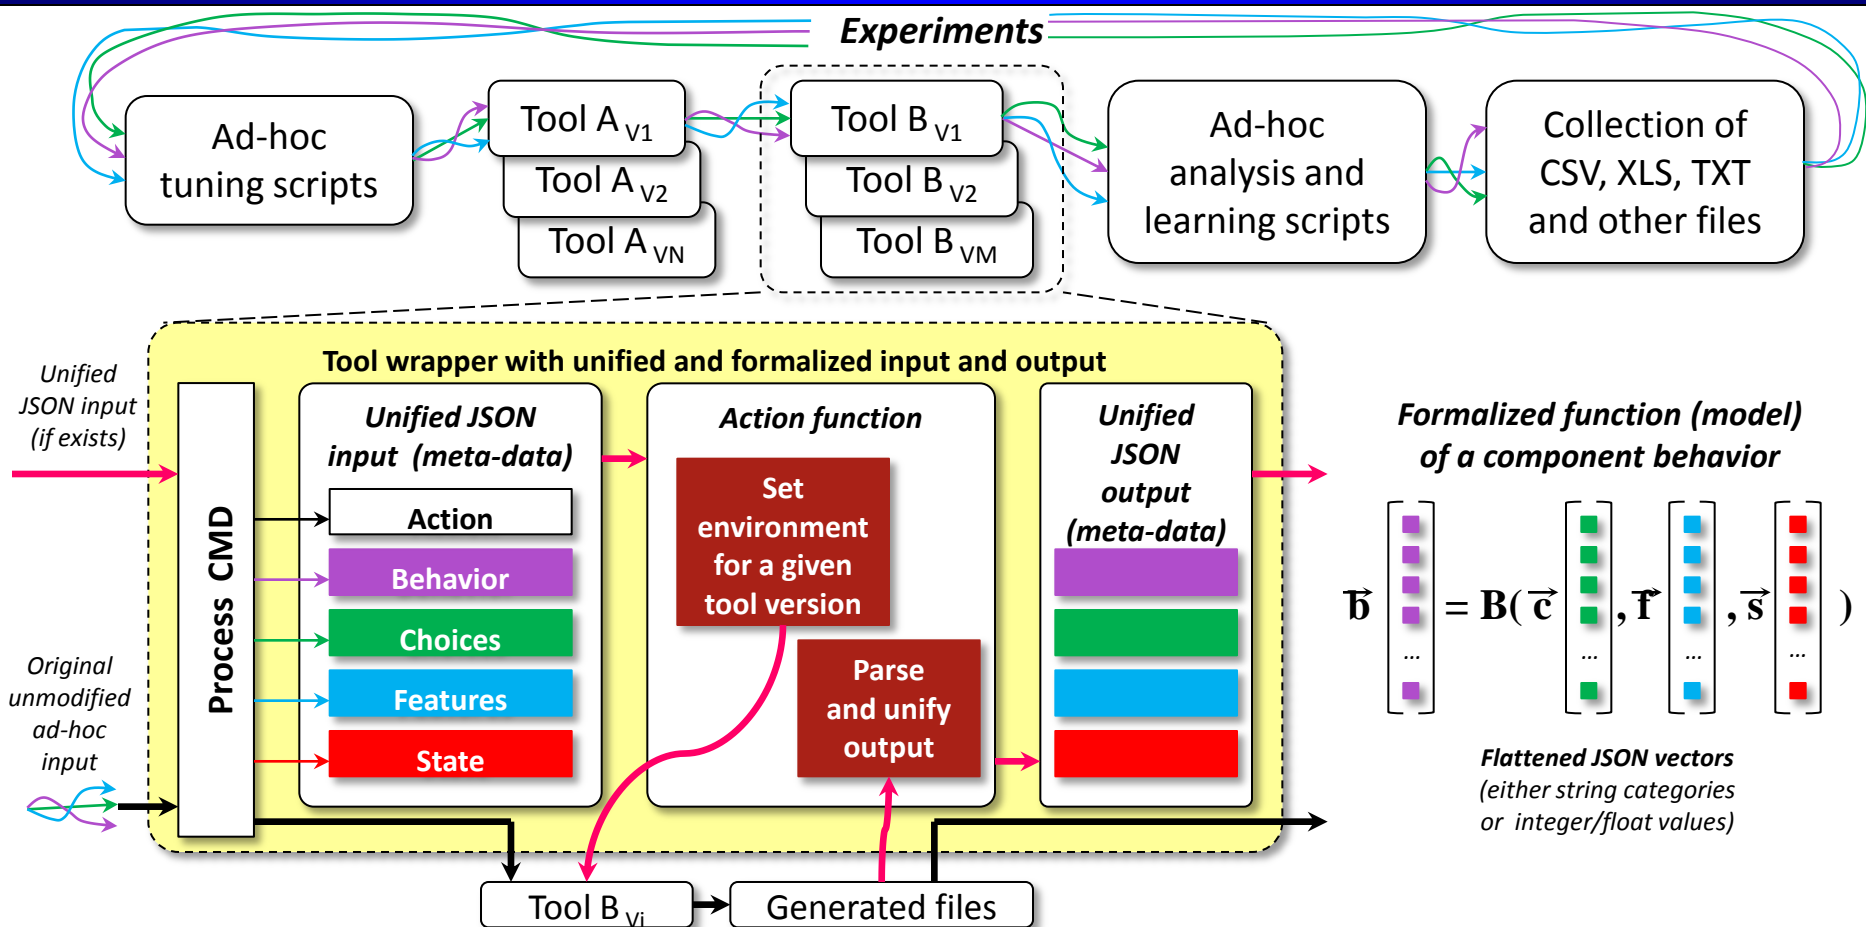 Experiments
Ad-hoc
tuning scripts
Tool A V1
Tool A V2
Tool A VN
Tool B V1
Tool B V2
Tool B VM
Ad-hoc
analysis and
learning scripts
Collection of
CSV, XLS, TXT
and other files
Tool wrapper with unified and formalized input and output
Unified
JSON input
(if exists)
Original
unmodified
ad-hoc
input
Process CMD
Unified JSON
input (meta-data)
Action
Behavior
Choices
Features
State
Action function
Set
environment
for a given
tool version
Parse
and unify
output
Unified
JSON
output
(meta-data)
Tool B Vi
Generated files
Formalized function (model)
of a component behavior
b = B( c , f , s )
... ... ... ...
Flattened JSON vectors
(either string categories
or integer/float values)